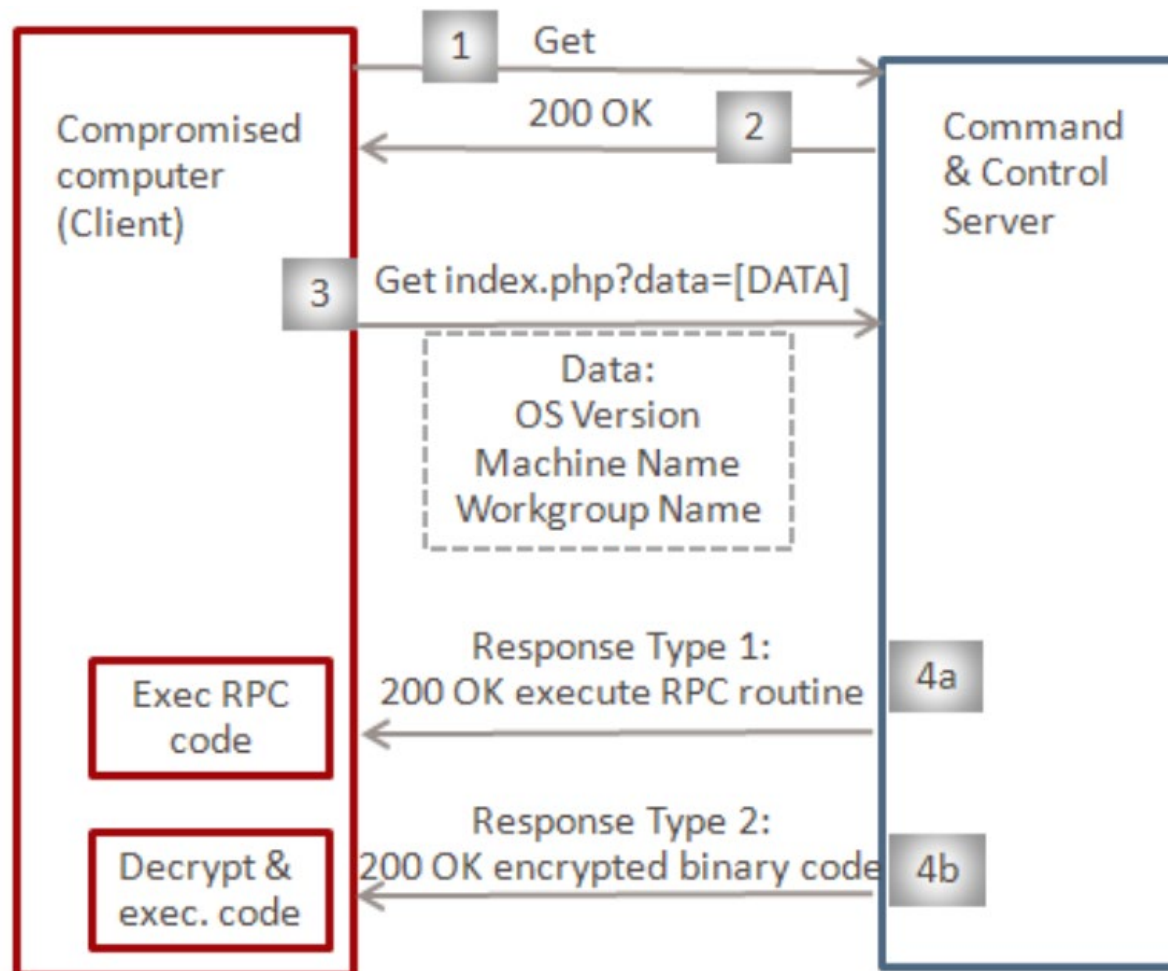 1
Get
200 OK
2
Compromised
computer
(Client)
Command
& Control
Server
3
Get index.php?data=[DATA]
Data:
OS Version
Machine Name
Workgroup Name
Response Type 1:
200 OK execute RPC routine
4a
Exec RPC
code
Response Type 2:
200 OK encrypted binary code
4b
Decrypt &
exec. code